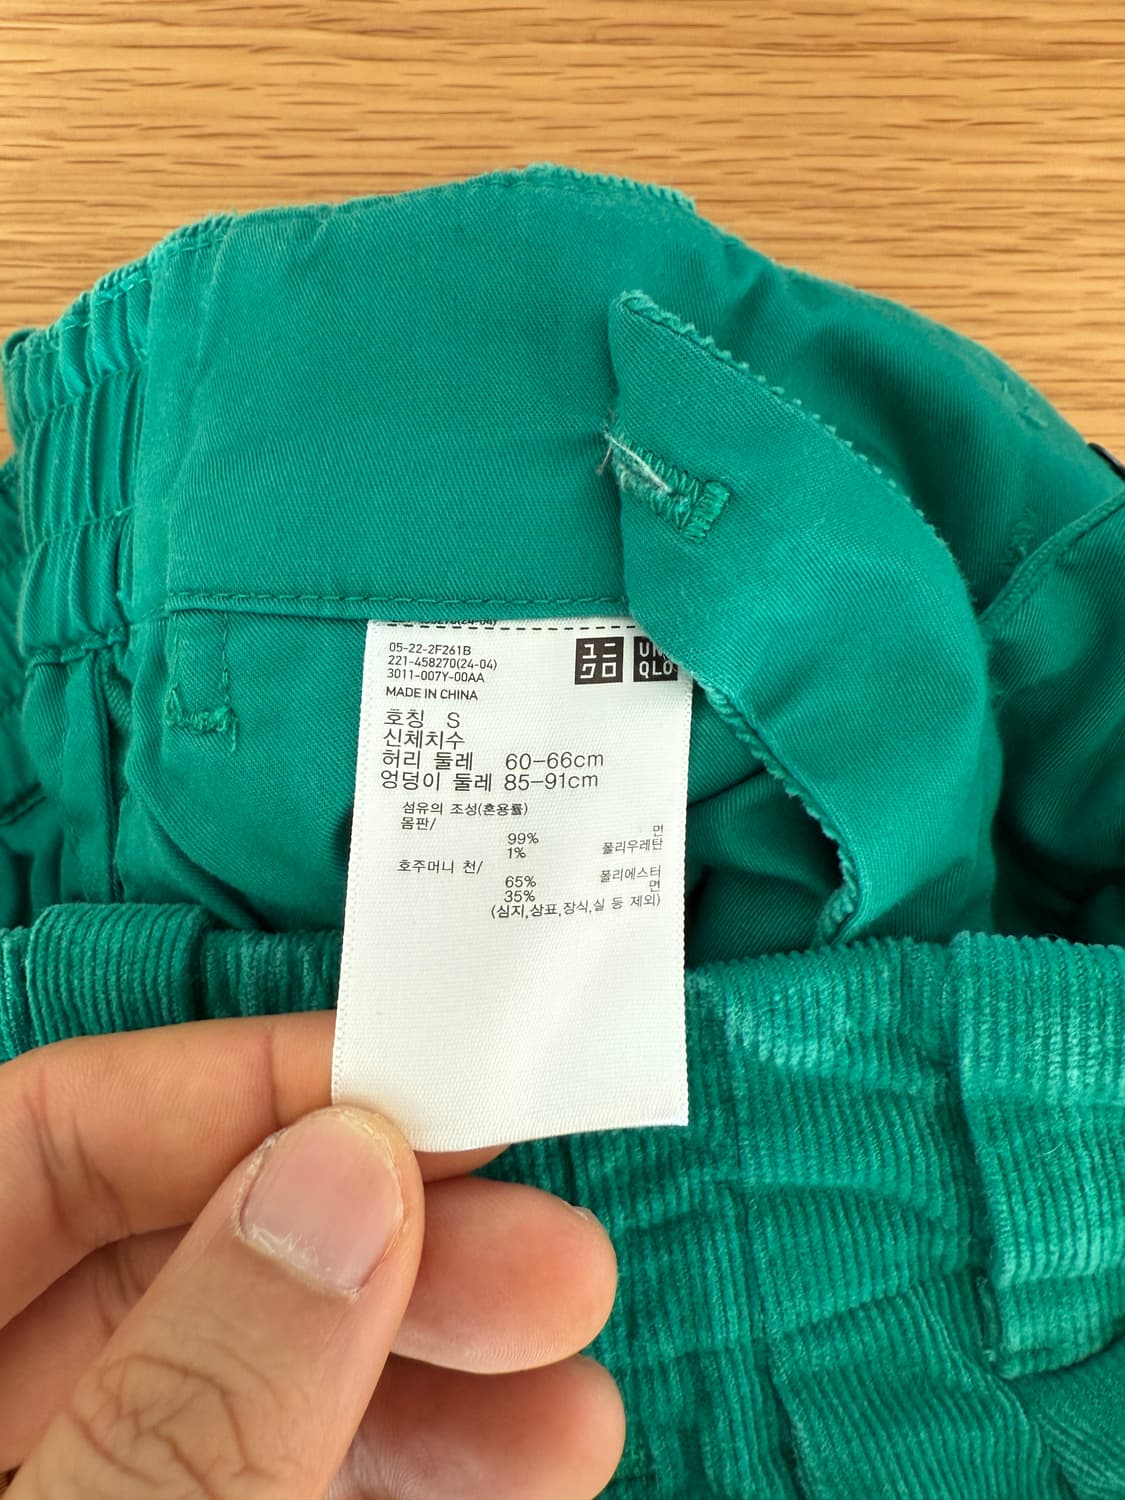 05-22-2F261B
221-458270(24-04)
3011-007Y-00AA
MADE IN CHINA
ユニ
クロ
UNI
QLO
호칭 S
신체치수
허리 둘레 60-66cm
엉덩이 둘레 85-91cm
섬유의 조성(혼용률)
몸판/
99% 면
1% 폴리우레탄
호주머니 천/
65% 폴리에스터
35% 면
(심지,상표,장식,실 등 제외)